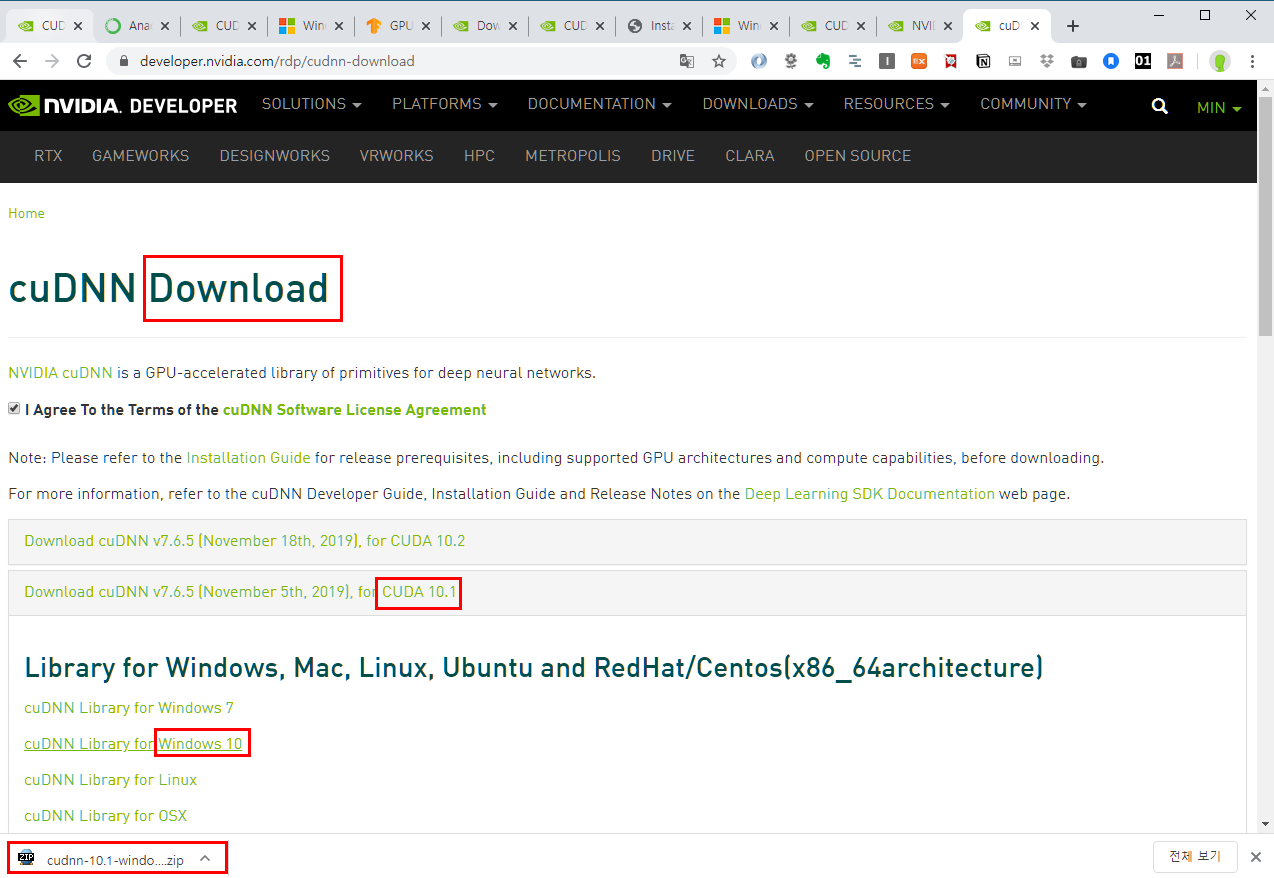 CUD Anac CUD Wind GPU Dow CUD Insta Wind CUD NVI cuD
developer.nvidia.com/rdp/cudnn-download
NVIDIA. DEVELOPER SOLUTIONS PLATFORMS DOCUMENTATION DOWNLOADS RESOURCES COMMUNITY MIN
RTX GAMEWORKS DESIGNWORKS VRWORKS HPC METROPOLIS DRIVE CLARA OPEN SOURCE
Home
cuDNN Download
NVIDIA cuDNN is a GPU-accelerated library of primitives for deep neural networks.
I Agree To the Terms of the cuDNN Software License Agreement
Note: Please refer to the Installation Guide for release prerequisites, including supported GPU architectures and compute capabilities, before downloading.
For more information, refer to the cuDNN Developer Guide, Installation Guide and Release Notes on the Deep Learning SDK Documentation web page.
Download cuDNN v7.6.5 (November 18th, 2019), for CUDA 10.2
Download cuDNN v7.6.5 (November 5th, 2019), for CUDA 10.1
Library for Windows, Mac, Linux, Ubuntu and RedHat/Centos(x86_64architecture)
cuDNN Library for Windows 7
cuDNN Library for Windows 10
cuDNN Library for Linux
cuDNN Library for OSX
ZIP cudnn-10.1-windo....zip 전체 보기